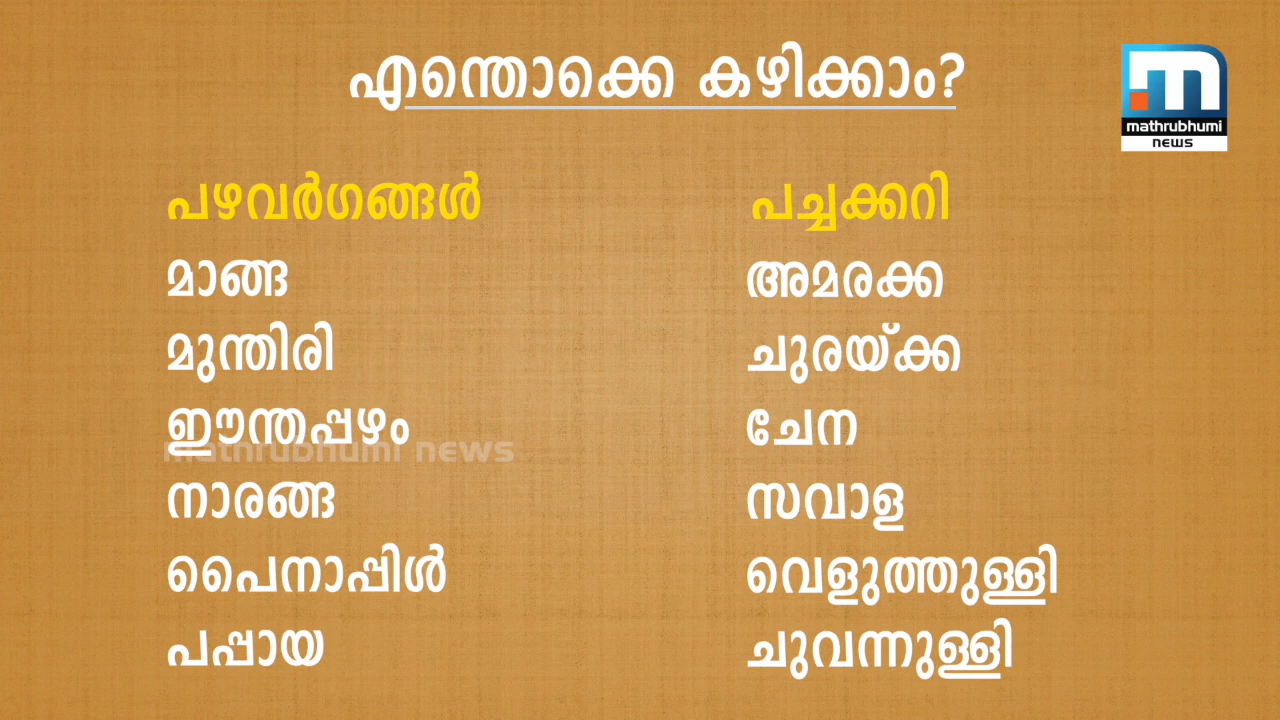 എന്തൊക്കെ കഴിക്കാം?
mathrubhumi
news
പഴവർഗങ്ങൾ
മാങ്ങ
മുന്തിരി
ഈന്തപ്പഴം
mathrubhumi news
നാരങ്ങ
പൈനാപ്പിൾ
പപ്പായ
പച്ചക്കറി
അമരക്ക
ചുരയ്ക്ക
ചേന
സവാള
വെളുത്തുള്ളി
ചുവന്നുള്ളി